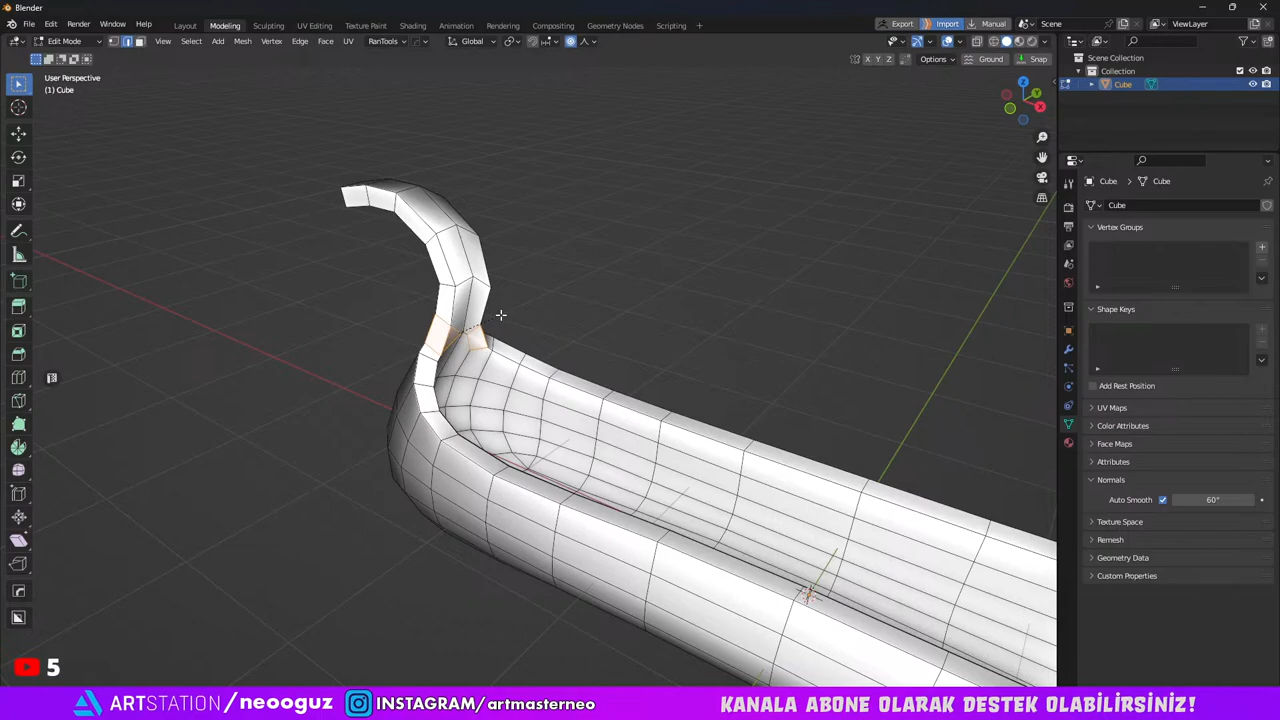 Blender
File Edit Render Window Help Layout Modeling Sculpting UV Editing Texture Paint Shading Animation Rendering Compositing Geometry Nodes Scripting + Export Import Manual Scene ViewLayer
Edit Mode View Select Add Mesh Vertex Edge Face UV RanTools Global
X Y Z Options Ground Snap
User Perspective
(1) Cube
Z
Y
X
Scene Collection
Collection
Cube
Cube Cube
Cube
Vertex Groups
Shape Keys
Add Rest Position
UV Maps
Color Attributes
Face Maps
Attributes
Normals
Auto Smooth 60°
Texture Space
Remesh
Geometry Data
Custom Properties
5
ARTSTATION/neooguz INSTAGRAM/artmasterneo KANALA ABONE OLARAK DESTEK OLABİLİRSİNİZ!